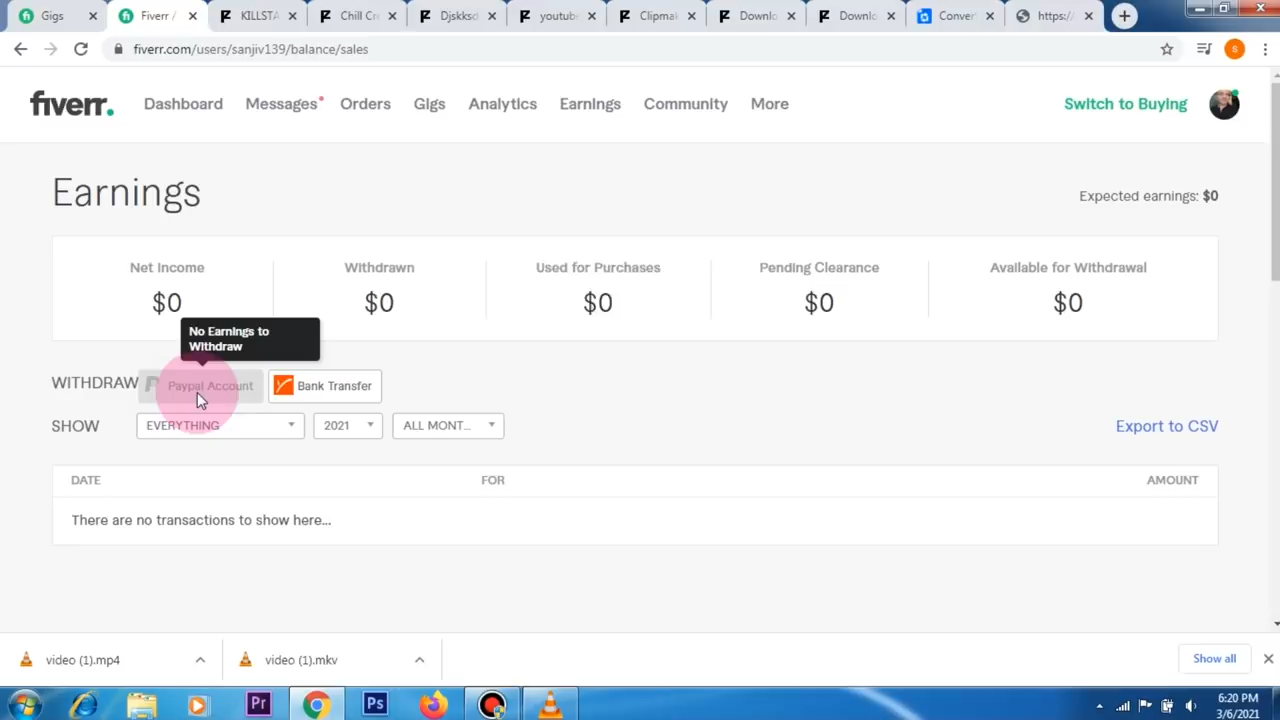 Gigs
Fiverr /
KILLSTA
Chill Cr
Djskksd
youtube
Clipmak
Downlo
Downlo
Conver
https:/
fiverr.com/users/sanjiv139/balance/sales
s
fiverr.
Dashboard
Messages
Orders
Gigs
Analytics
Earnings
Community
More
Switch to Buying
Earnings
Expected earnings: $0
Net Income
Withdrawn
Used for Purchases
Pending Clearance
Available for Withdrawal
$0
$0
$0
$0
$0
No Earnings to
Withdraw
WITHDRAW
Paypal Account
Bank Transfer
SHOW
EVERYTHING
2021
ALL MONT...
Export to CSV
DATE
FOR
AMOUNT
There are no transactions to show here...
video (1).mp4
video (1).mkv
Show all
Pr
Ps
6:20 PM
3/6/2021